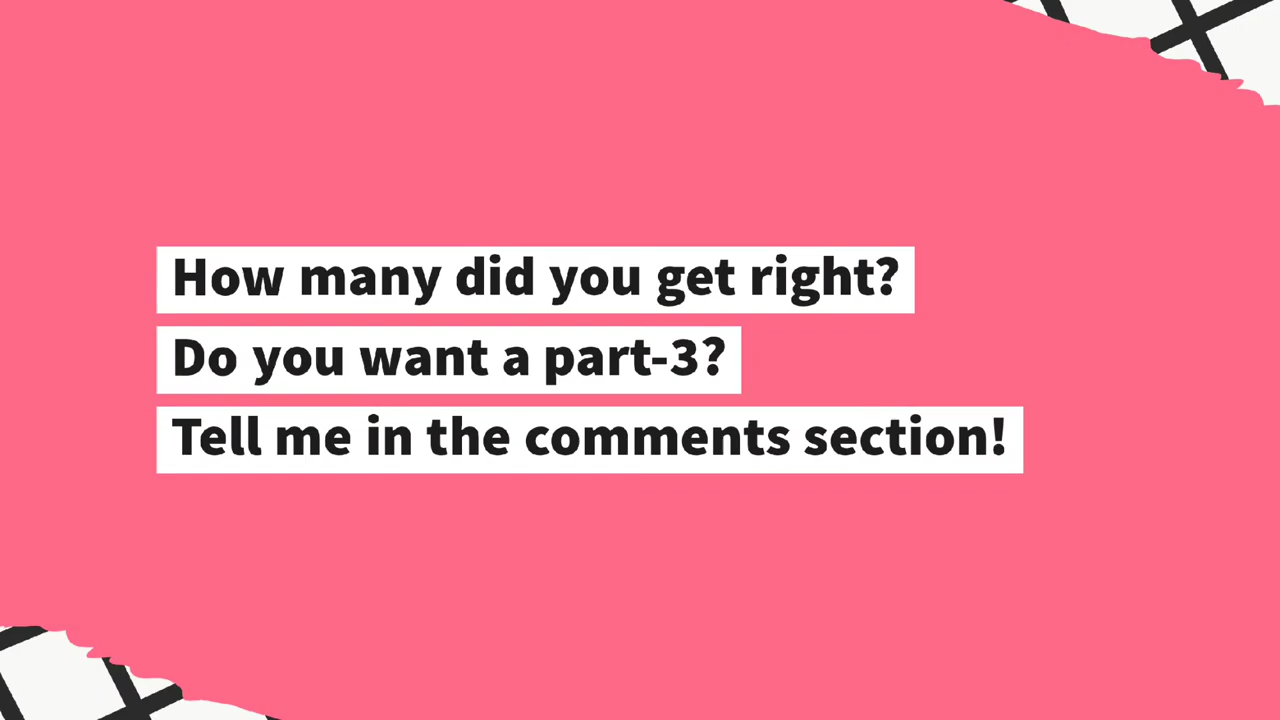 How many did you get right?
Do you want a part-3?
Tell me in the comments section!